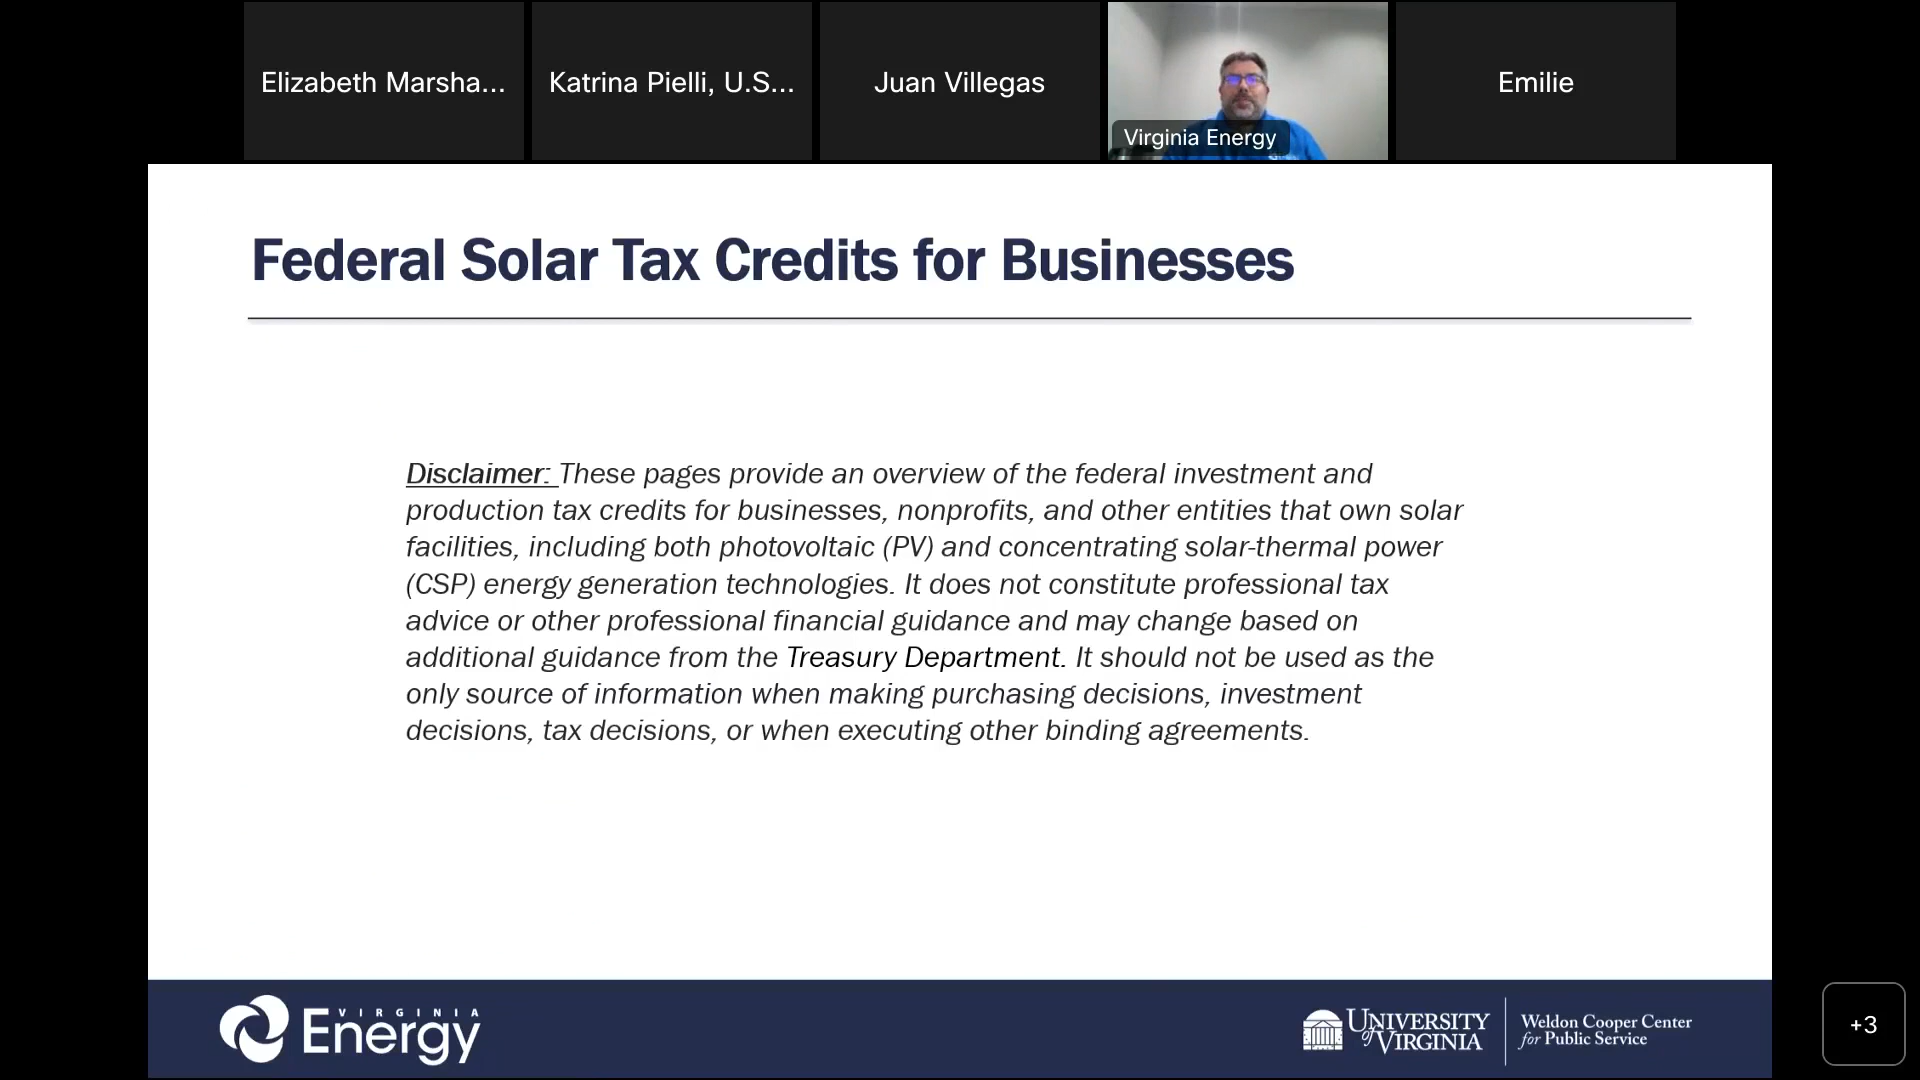 Elizabeth Marsha...
Katrina Pielli, U.S...
Juan Villegas
Virginia Energy
Emilie
Federal Solar Tax Credits for Businesses
Disclaimer: These pages provide an overview of the federal investment and
production tax credits for businesses, nonprofits, and other entities that own solar
facilities, including both photovoltaic (PV) and concentrating solar-thermal power
(CSP) energy generation technologies. It does not constitute professional tax
advice or other professional financial guidance and may change based on
additional guidance from the Treasury Department. It should not be used as the
only source of information when making purchasing decisions, investment
decisions, tax decisions, or when executing other binding agreements.
VIRGINIA
Energy
UNIVERSITY
of VIRGINIA
Weldon Cooper Center
for Public Service
+3